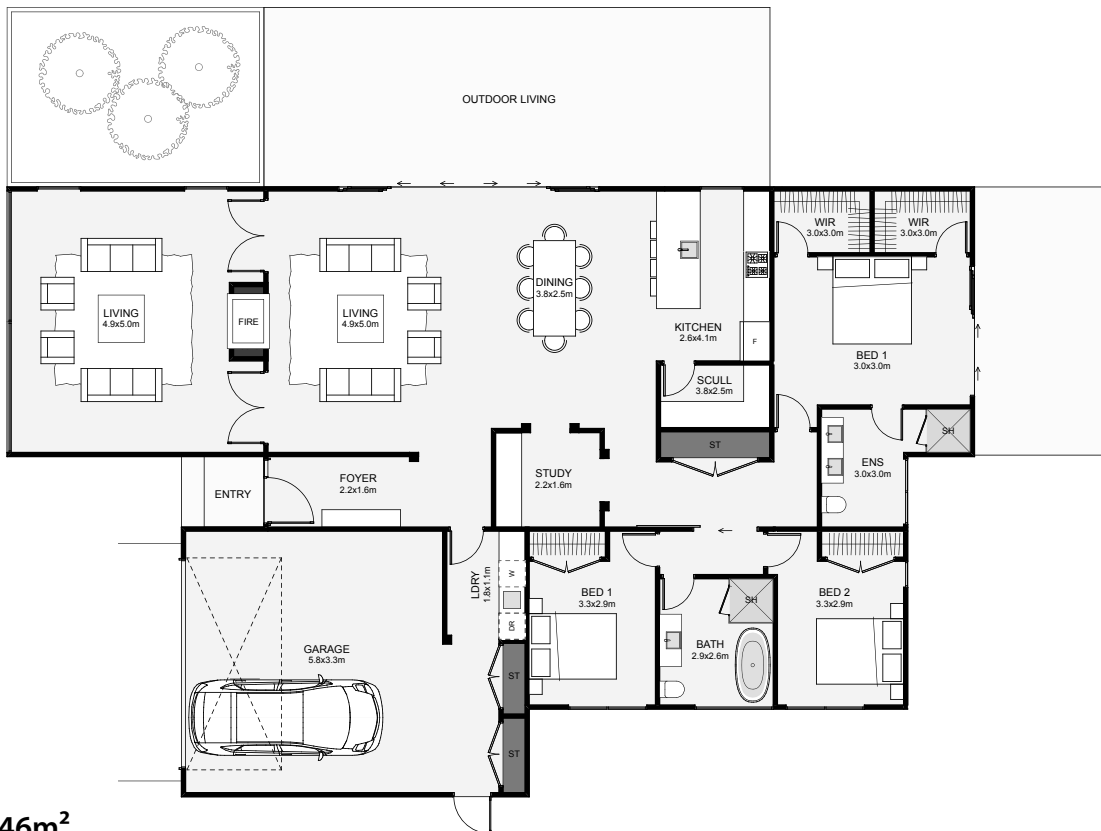 OUTDOOR LIVING
WIR
3.0x3.0m
WIR
3.0x3.0m
LIVING
4.9x5.0m
FIRE
LIVING
4.9x5.0m
DINING
3.8x2.5m
KITCHEN
2.6x4.1m
F
BED 1
3.0x3.0m
SCULL
3.8x2.5m
ST
SH
ENS
3.0x3.0m
ENTRY
FOYER
2.2x1.6m
STUDY
2.2x1.6m
LDRY
1.8x1.1m
W
DR
BED 1
3.3x2.9m
SH
BED 2
3.3x2.9m
BATH
2.9x2.6m
GARAGE
5.8x3.3m
ST
ST
46m²